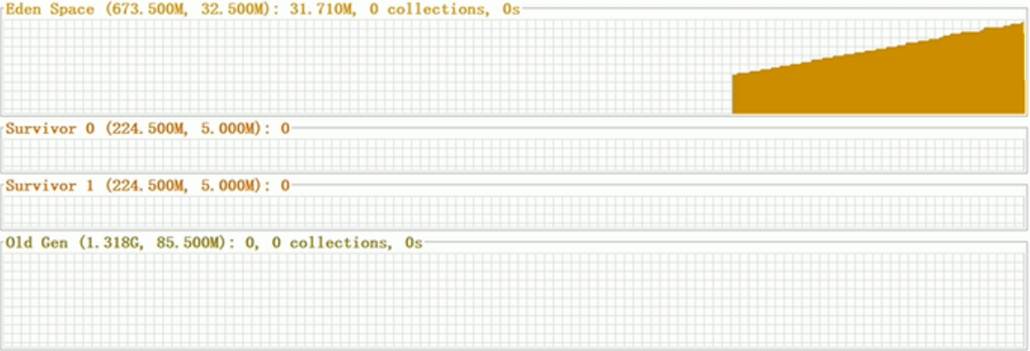 Eden Space (673.500M, 32.500M): 31.710M, 0 collections, 0s
Survivor 0 (224.500M, 5.000M): 0
Survivor 1 (224.500M, 5.000M): 0
Old Gen (1.318G, 85.500M): 0, 0 collections, 0s